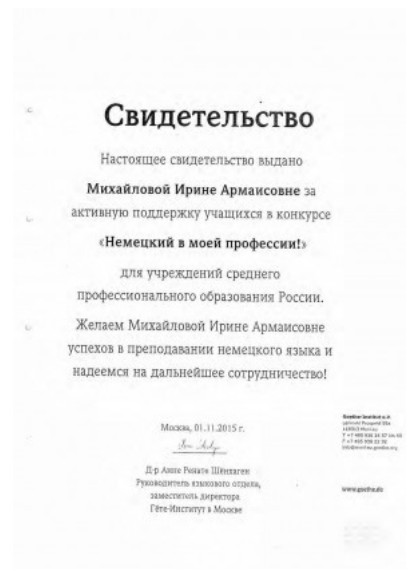 Свидетельство
Настоящее свидетельство выдано
Михайловой Ирине Армаисовне за
активную поддержку учащихся в конкурсе
«Немецкий в моей профессии!»
для учреждений среднего
профессионального образования России.
Желаем Михайловой Ирине Армаисовне
успехов в преподавании немецкого языка и
надеемся на дальнейшее сотрудничество!
Москва, 01.11.2015 г.
Д-р Анне Ренате Шёнхаген
Руководитель языкового отдела,
заместитель директора
Гёте-Институт в Москве
Goethe-Institut e.V.
www.goethe.de